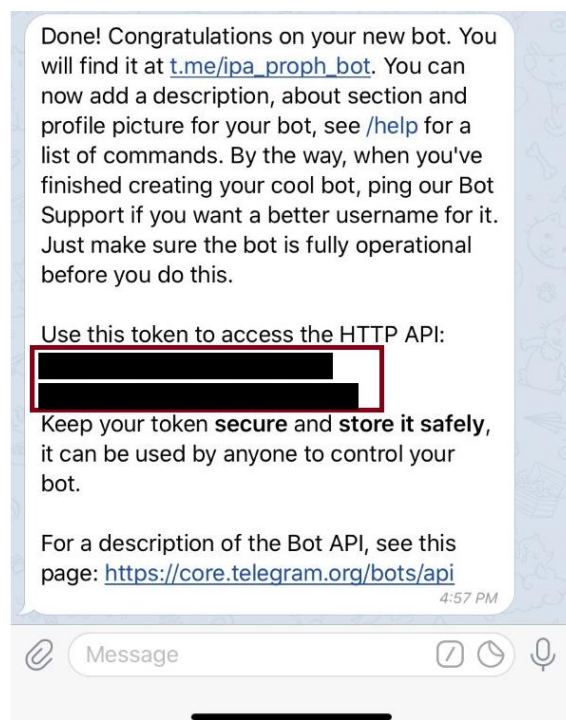 Done! Congratulations on your new bot. You
will find it at t.me/ipa_proph_bot. You can
now add a description, about section and
profile picture for your bot, see /help for a
list of commands. By the way, when you've
finished creating your cool bot, ping our Bot
Support if you want a better username for it.
Just make sure the bot is fully operational
before you do this.
Use this token to access the HTTP API:
Keep your token secure and store it safely,
it can be used by anyone to control your
bot.
For a description of the Bot API, see this
page: https://core.telegram.org/bots/api
4:57 PM
Message